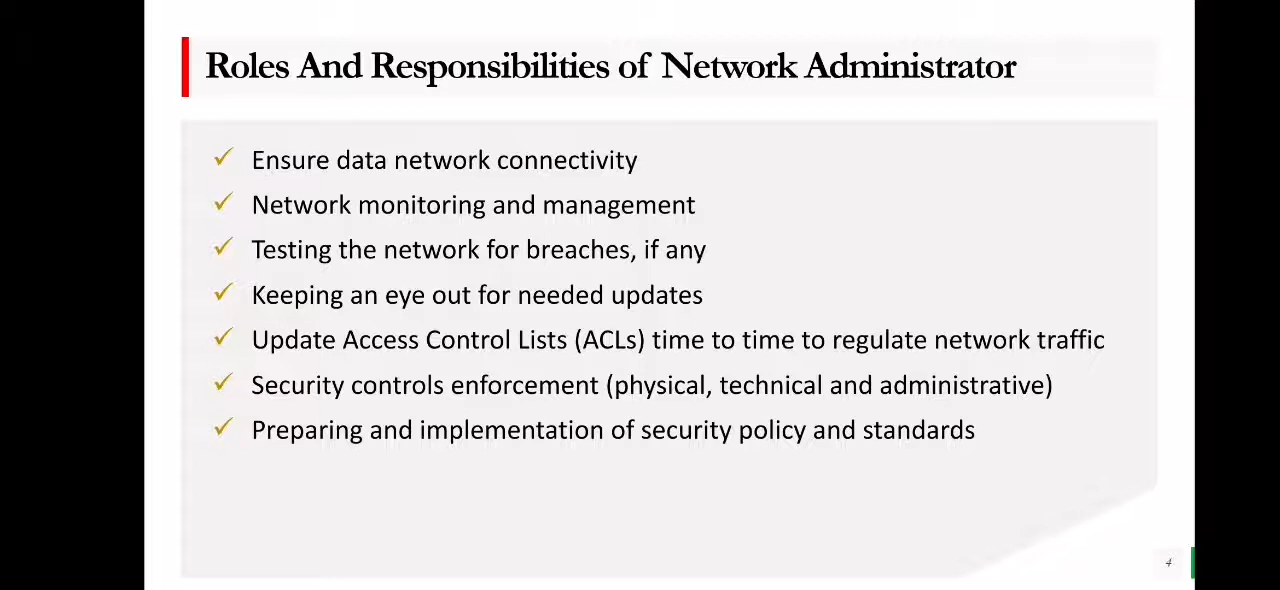 Roles And Responsibilities of Network Administrator
Ensure data network connectivity
Network monitoring and management
Testing the network for breaches, if any
Keeping an eye out for needed updates
Update Access Control Lists (ACLs) time to time to regulate network traffic
Security controls enforcement (physical, technical and administrative)
Preparing and implementation of security policy and standards
4